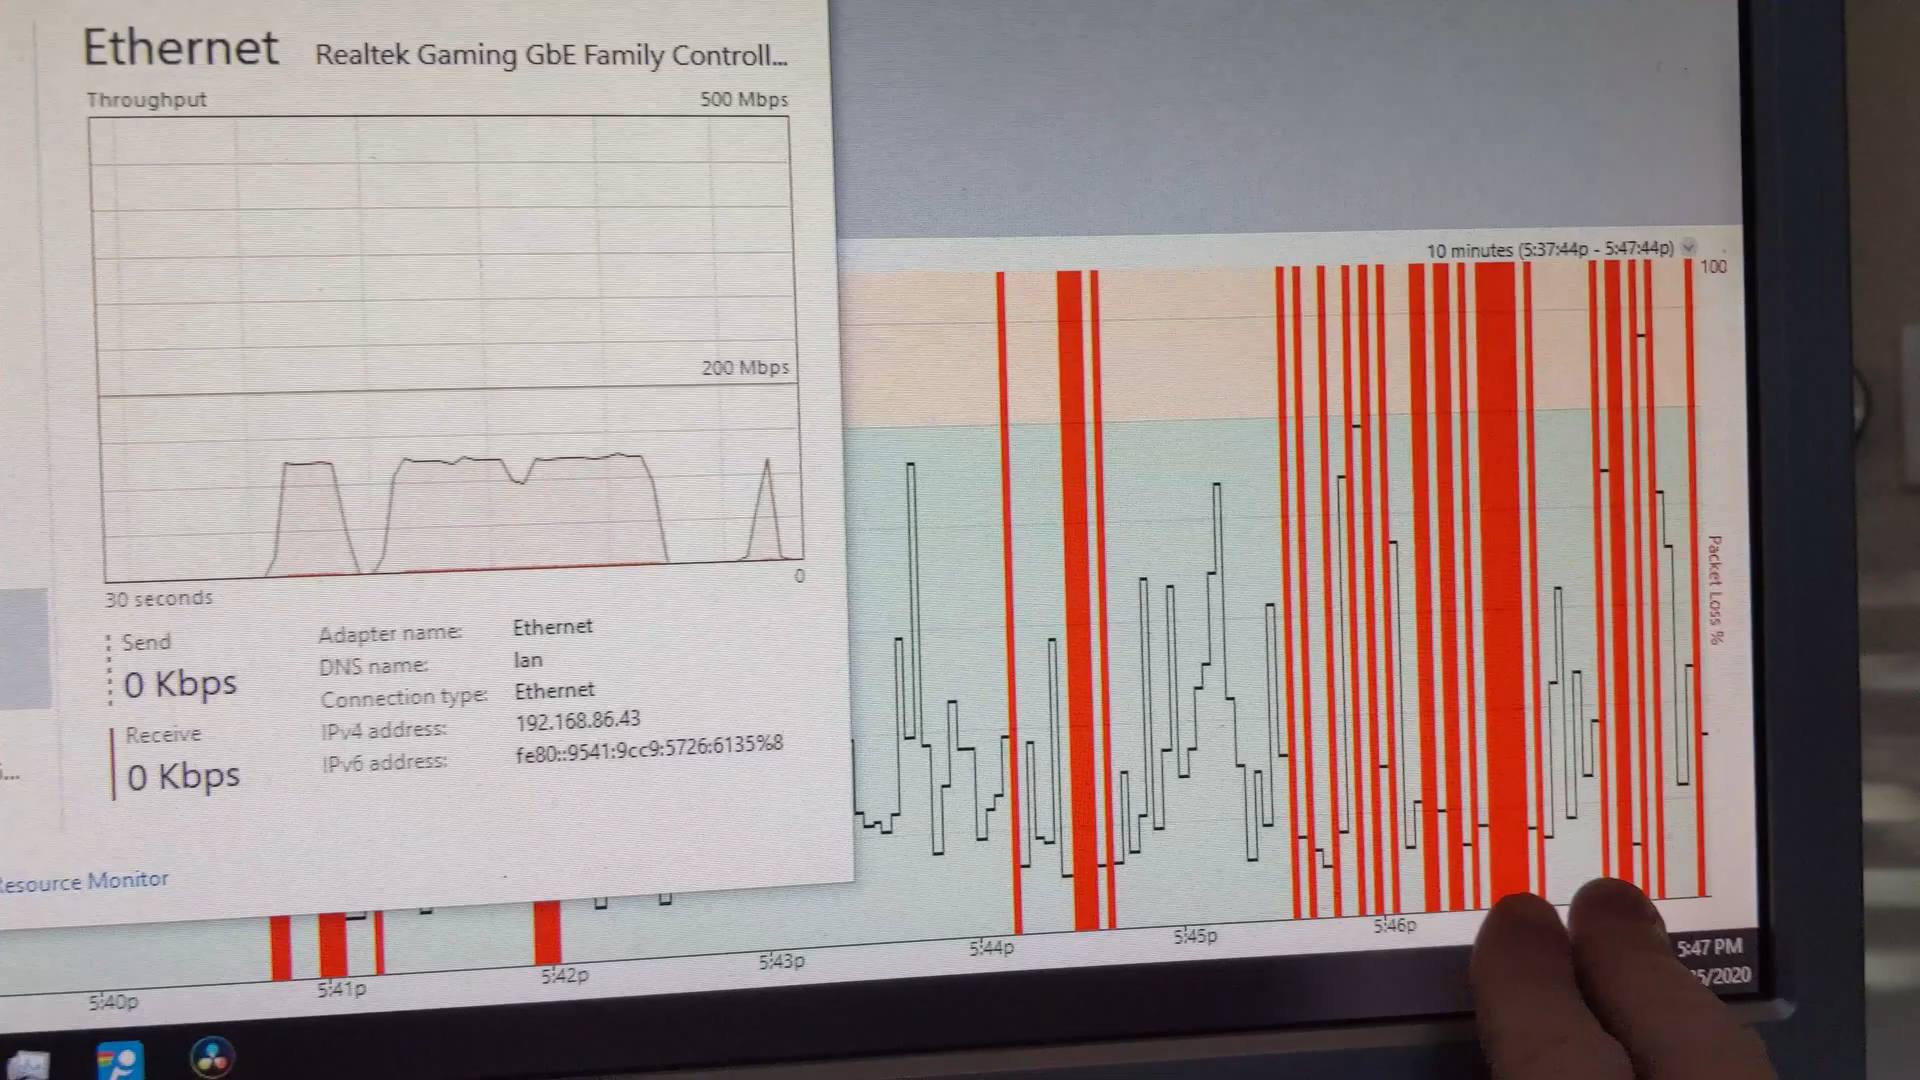 Ethernet Realtek Gaming GbE Family Controll...
Throughput 500 Mbps
200 Mbps
30 seconds 0
Send
0 Kbps
Receive
0 Kbps
Adapter name: Ethernet
DNS name: lan
Connection type: Ethernet
IPv4 address: 192.168.86.43
IPv6 address: fe80::9541:9cc9:5726:6135%8
Resource Monitor
10 minutes (5:37:44p - 5:47:44p)
100
Packet Loss %
5:40p 5:41p 5:42p 5:43p 5:44p 5:45p 5:46p
5:47 PM
5/2020